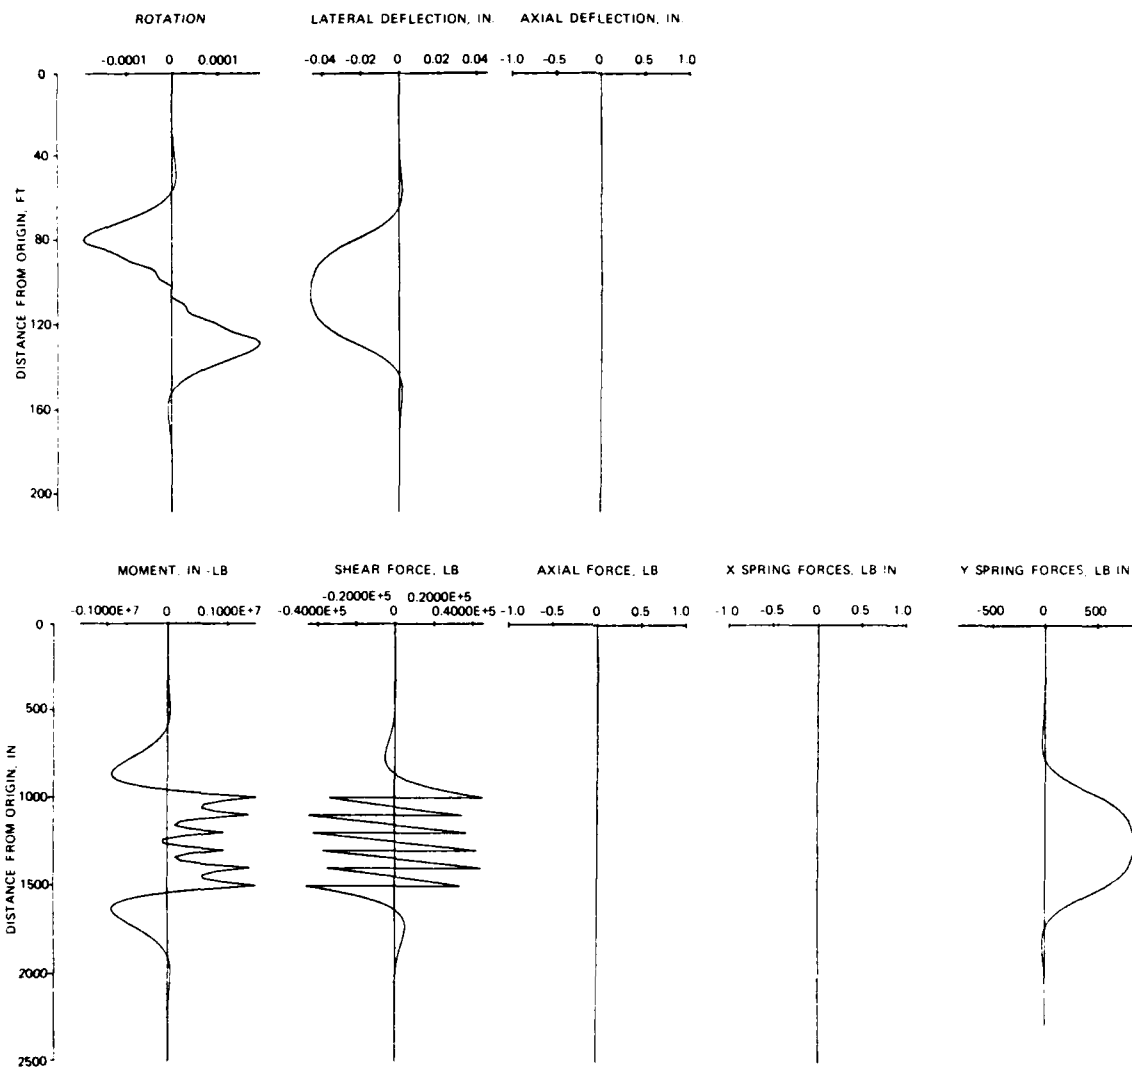 ROTATION
LATERAL DEFLECTION, IN.
AXIAL DEFLECTION, IN.
-0.0001 0 0.0001
-0.04 -0.02 0 0.02 0.04
-1.0 -0.5 0 0.5 1.0
0
40
80
120
160
200
DISTANCE FROM ORIGIN, FT
MOMENT, IN -LB
SHEAR FORCE, LB
AXIAL FORCE, LB
X SPRING FORCES, LB IN
Y SPRING FORCES, LB IN
-0.1000E+7 0 0.1000E+7
-0.2000E+5 0.2000E+5
-0.4000E+5 0 0.4000E+5
-1.0 -0.5 0 0.5 1.0
-1.0 -0.5 0 0.5 1.0
-500 0 500
0
500
1000
1500
2000
2500
DISTANCE FROM ORIGIN, IN